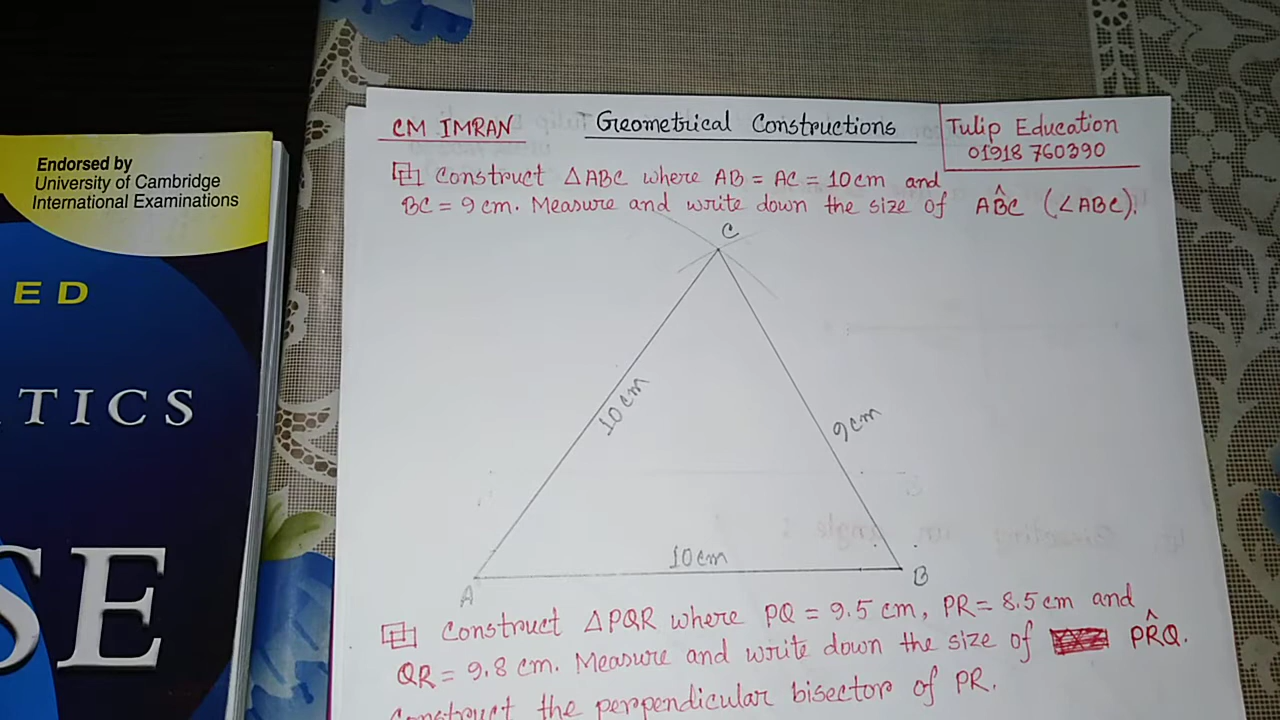 Endorsed by
University of Cambridge
International Examinations
ED
TICS
SE
CM IMRAN
Geometrical Constructions
Tulip Education
01918 760390
Construct △ABC where AB = AC = 10cm and
BC = 9 cm. Measure and write down the size of AB̂C (∠ABC).
C
10cm
9cm
10cm
A
B
Construct △PQR where PQ = 9.5 cm, PR = 8.5 cm and
QR = 9.8 cm. Measure and write down the size of PR̂Q.
Construct the perpendicular bisector of PR.